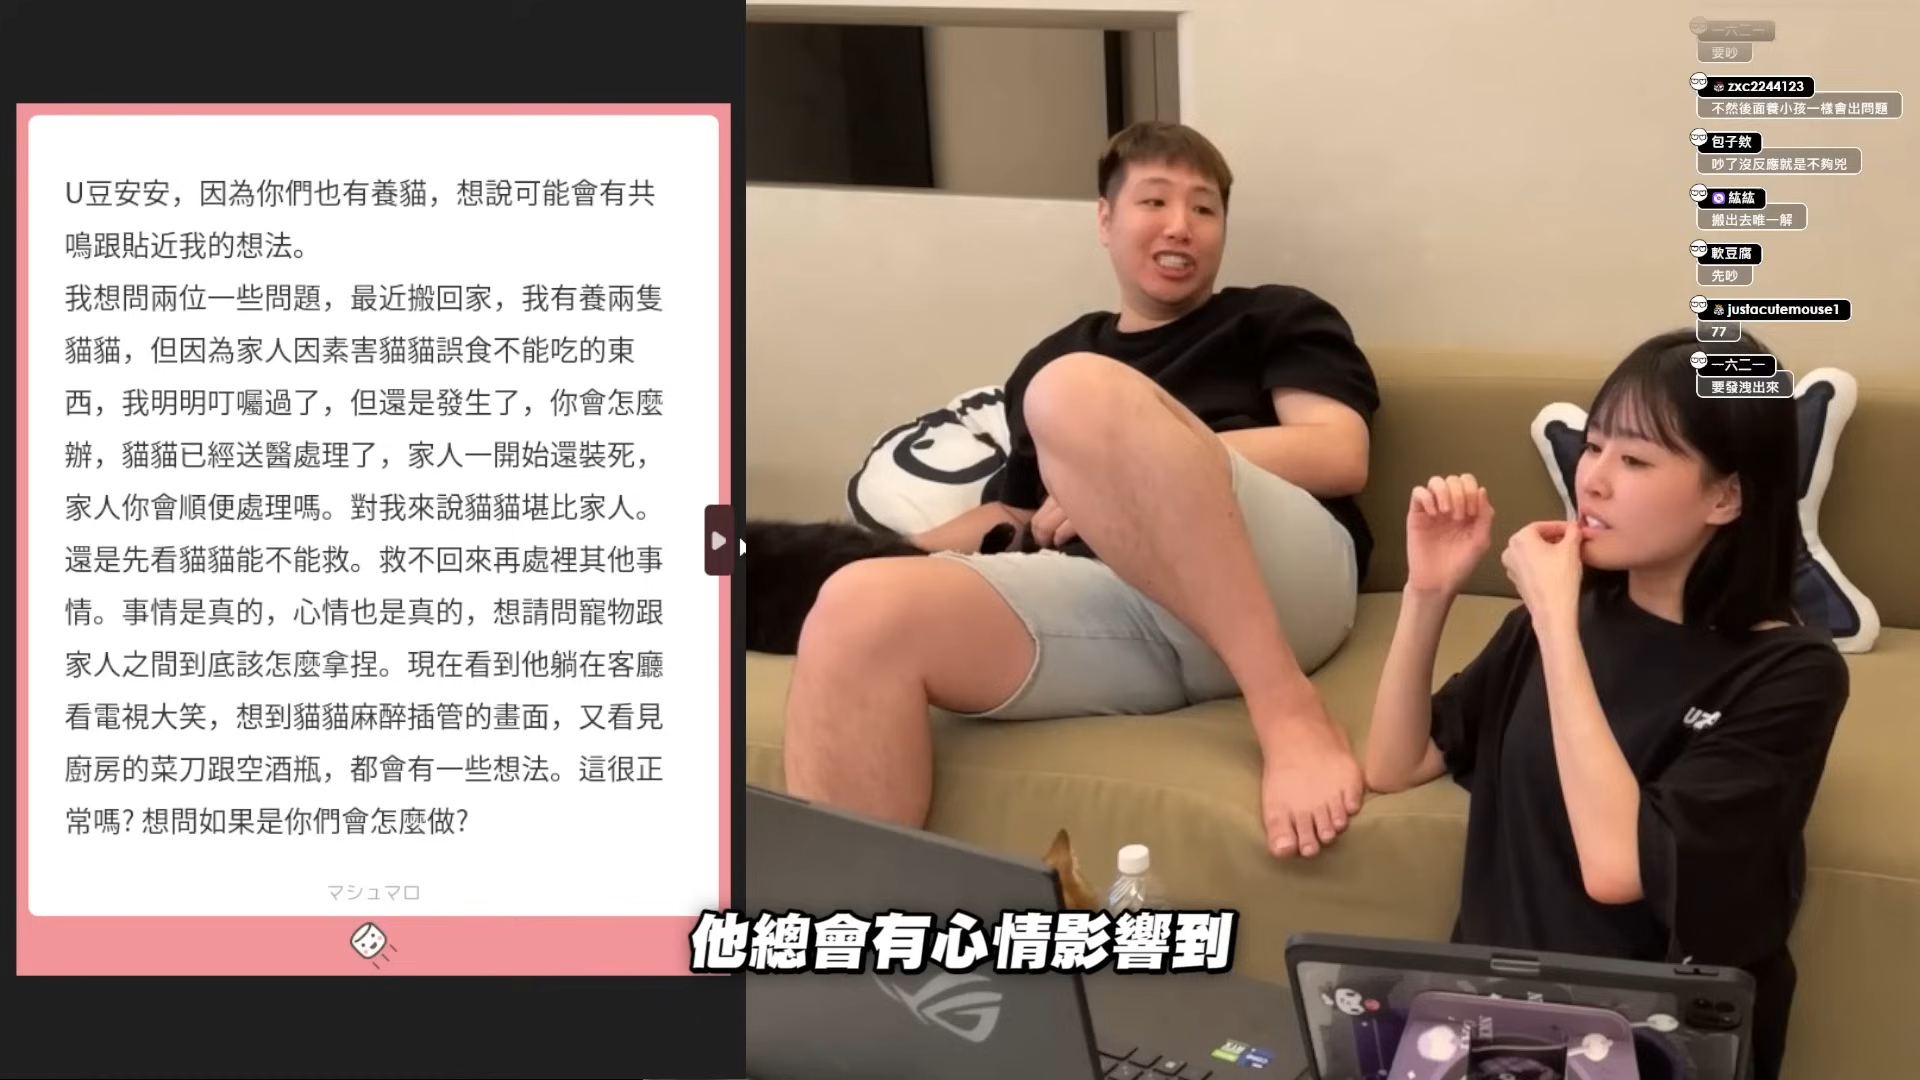 U豆安安，因為你們也有養貓，想說可能會有共
鳴跟貼近我的想法。
我想問兩位一些問題，最近搬回家，我有養兩隻
貓貓，但因為家人因素害貓貓誤食不能吃的東
西，我明明叮囑過了，但還是發生了，你會怎麼
辦，貓貓已經送醫處理了，家人一開始還裝死，
家人你會順便處理嗎。對我來說貓貓堪比家人。
還是先看貓貓能不能救。救不回來再處裡其他事
情。事情是真的，心情也是真的，想請問寵物跟
家人之間到底該怎麼拿捏。現在看到他躺在客廳
看電視大笑，想到貓貓麻醉插管的畫面，又看見
廚房的菜刀跟空酒瓶，都會有一些想法。這很正
常嗎? 想問如果是你們會怎麼做?
マシュマロ
一六二一
要吵
zxc2244123
不然後面養小孩一樣會出問題
包子欸
吵了沒反應就是不夠兇
紘紘
搬出去唯一解
軟豆腐
先吵
justacutemouse1
77
一六二一
要發洩出來
他總會有心情影響到